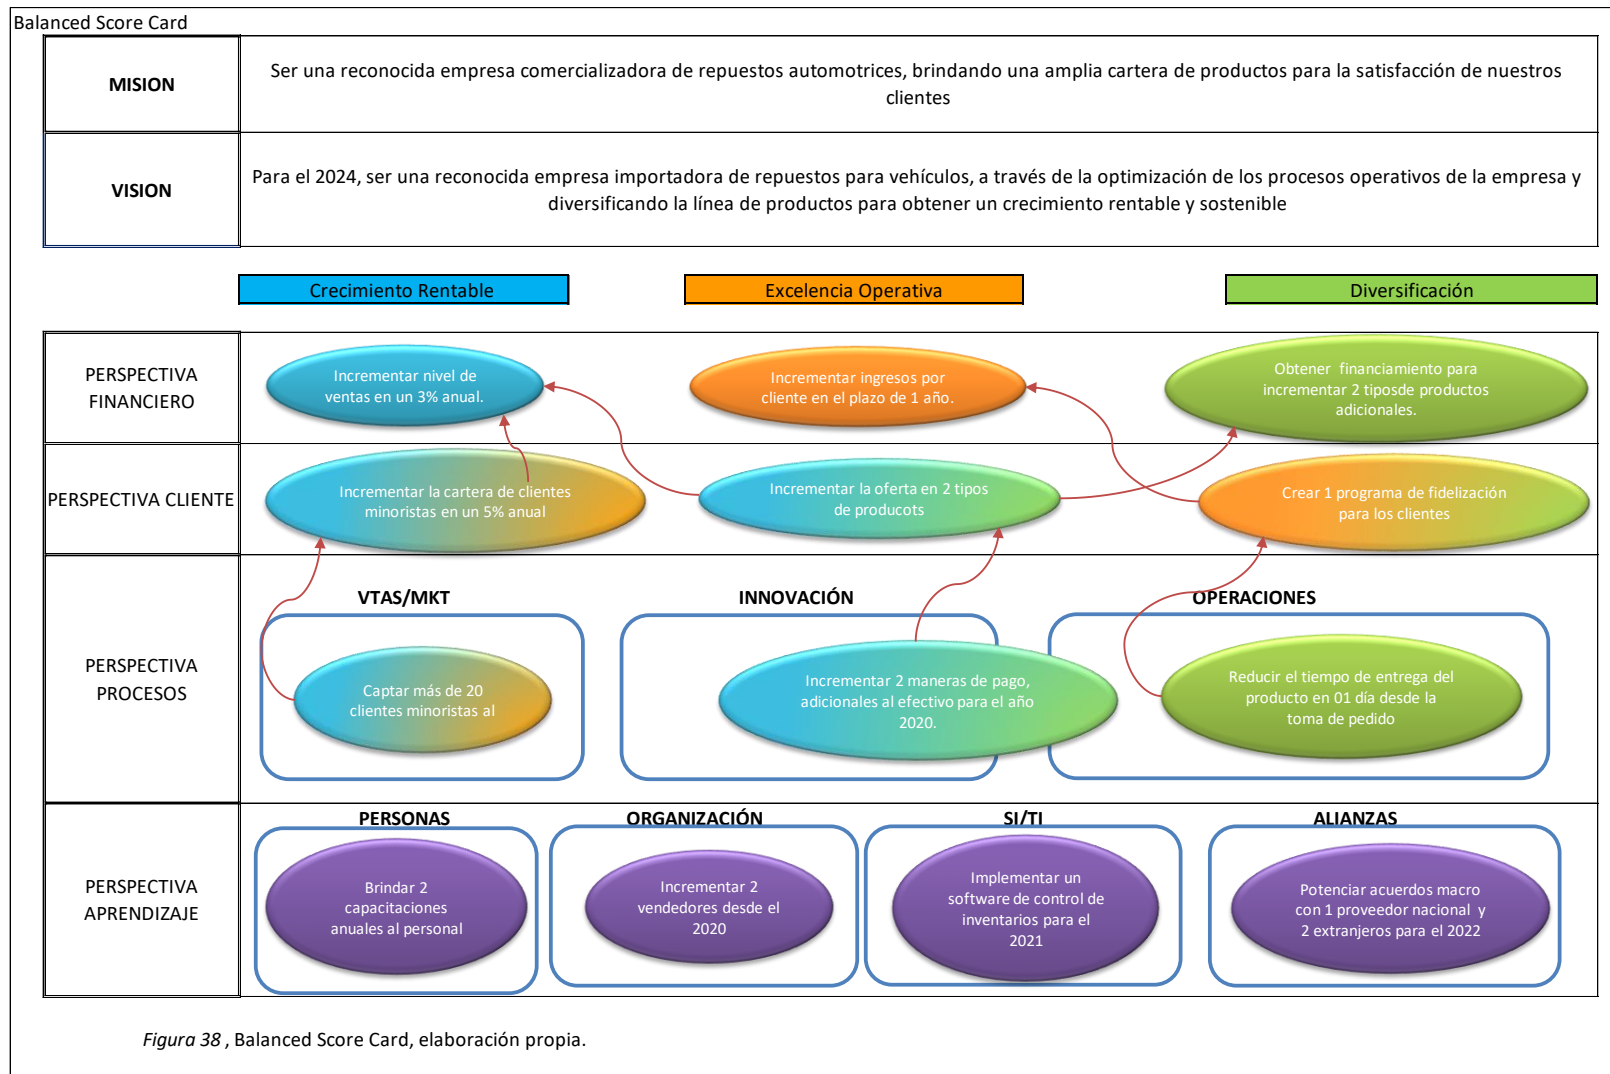 Balanced Score Card
MISION
Ser una reconocida empresa comercializadora de repuestos automotrices, brindando una amplia cartera de productos para la satisfacción de nuestros
clientes
VISION
Para el 2024, ser una reconocida empresa importadora de repuestos para vehículos, a través de la optimización de los procesos operativos de la empresa y
diversificando la línea de productos para obtener un crecimiento rentable y sostenible
Crecimiento Rentable
Excelencia Operativa
Diversificación
PERSPECTIVA
FINANCIERO
Incrementar nivel de
ventas en un 3% anual.
Incrementar ingresos por
cliente en el plazo de 1 año.
Obtener financiamiento para
incrementar 2 tiposde productos
adicionales.
PERSPECTIVA CLIENTE
Incrementar la cartera de clientes
minoristas en un 5% anual
Incrementar la oferta en 2 tipos
de producots
Crear 1 programa de fidelización
para los clientes
PERSPECTIVA
PROCESOS
VTAS/MKT
Captar más de 20
clientes minoristas al
INNOVACIÓN
Incrementar 2 maneras de pago,
adicionales al efectivo para el año
2020.
OPERACIONES
Reducir el tiempo de entrega del
producto en 01 día desde la
toma de pedido
PERSPECTIVA
APRENDIZAJE
PERSONAS
Brindar 2
capacitaciones
anuales al personal
ORGANIZACIÓN
Incrementar 2
vendedores desde el
2020
SI/TI
Implementar un
software de control de
inventarios para el
2021
ALIANZAS
Potenciar acuerdos macro
con 1 proveedor nacional y
2 extranjeros para el 2022
Figura 38 , Balanced Score Card, elaboración propia.